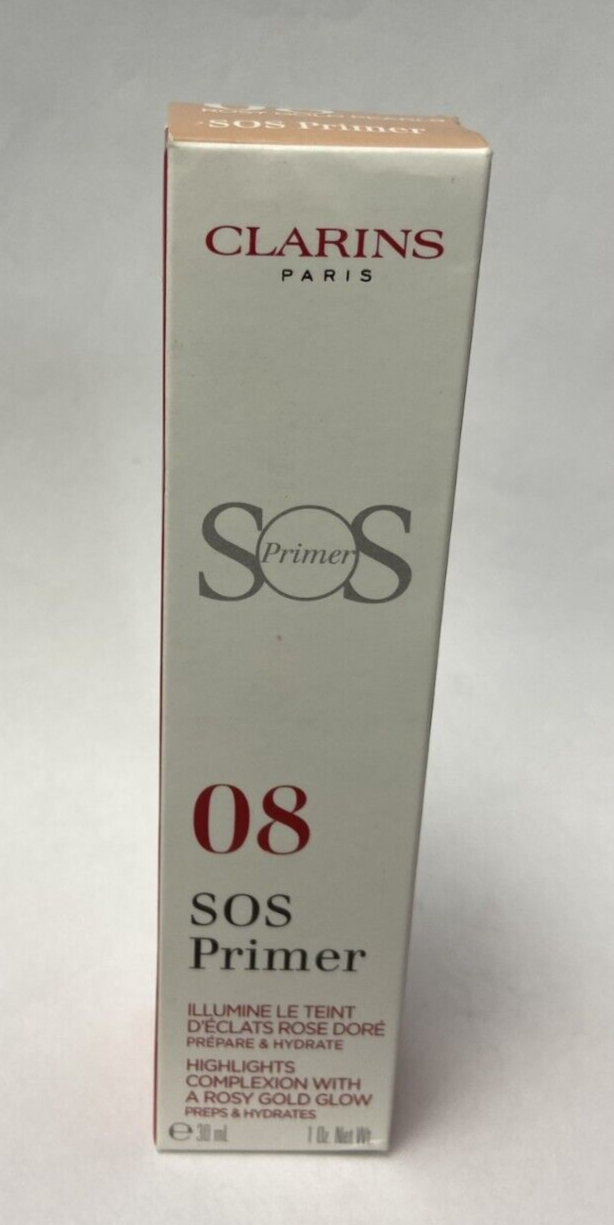 SOS Primer
CLARINS
PARIS
SOS
Primer
08
SOS
Primer
ILLUMINE LE TEINT
D'ÉCLATS ROSE DORÉ
PRÉPARE & HYDRATE
HIGHLIGHTS
COMPLEXION WITH
A ROSY GOLD GLOW
PREPS & HYDRATES
e 30 ml 1 Oz. Net Wt.